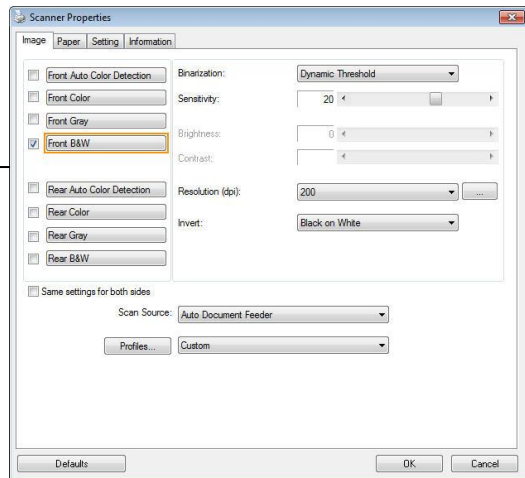 Scanner Properties
Image Paper Setting Information
Front Auto Color Detection
Front Color
Front Gray
Front B&W
Rear Auto Color Detection
Rear Color
Rear Gray
Rear B&W
Binarization: Dynamic Threshold
Sensitivity: 20
Brightness: 0
Contrast:
Resolution (dpi): 200 ...
Invert: Black on White
Same settings for both sides
Scan Source: Auto Document Feeder
Profiles... Custom
Defaults OK Cancel